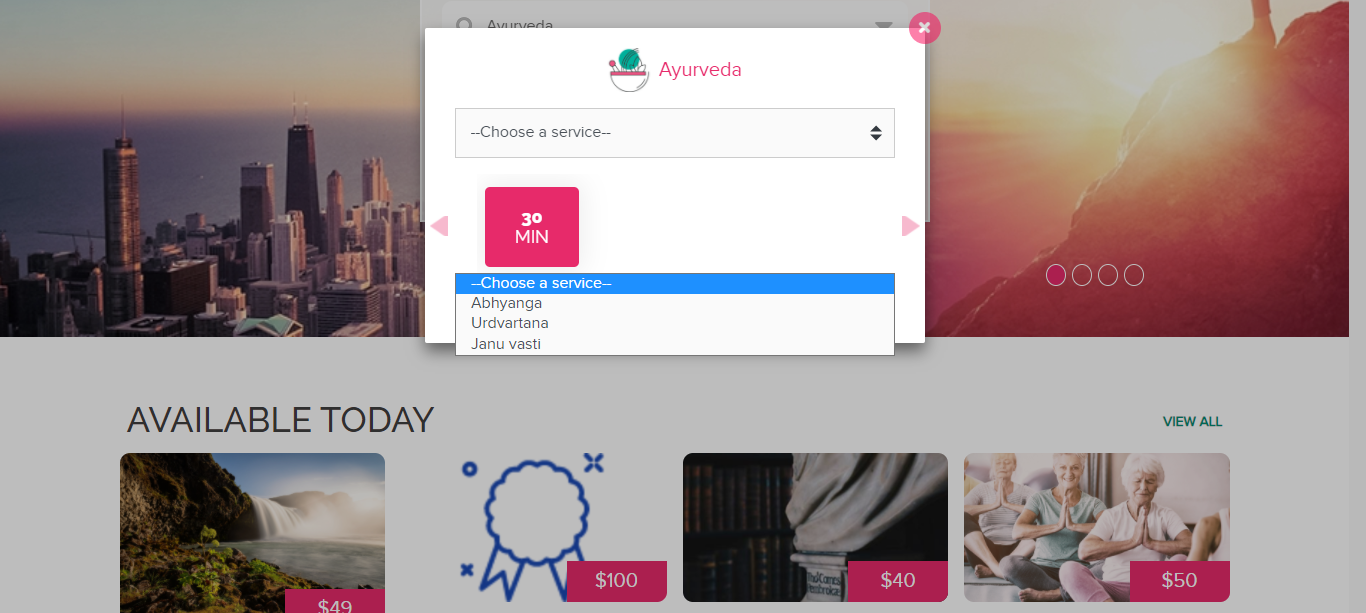 Ayurveda
Ayurveda
--Choose a service--
30
MIN
--Choose a service--
Abhyanga
Urdvartana
Janu vasti
AVAILABLE TODAY
VIEW ALL
$49
$100
$40
$50